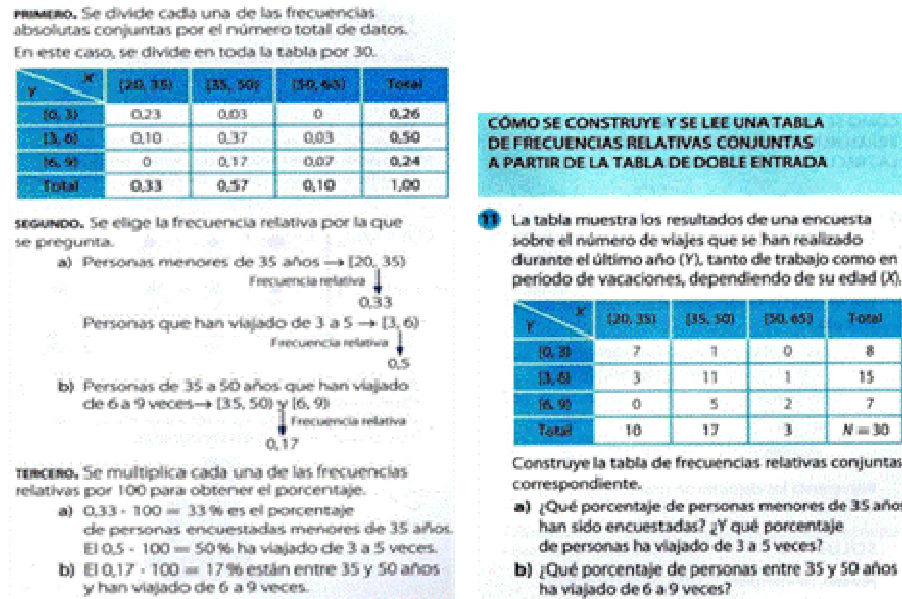 PRIMERO. Se divide cada una de las frecuencias
absolutas conjuntas por el número total de datos.
En este caso, se divide en toda la tabla por 30.
Y X [20, 35) [35, 50) [50, 65) Total
[0, 3) 0,23 0,03 0 0,26
[3, 6) 0,10 0,37 0,03 0,50
[6, 9) 0 0,17 0,07 0,24
Total 0,33 0,57 0,10 1,00
SEGUNDO. Se elige la frecuencia relativa por la que
se pregunta.
a) Personas menores de 35 años → [20, 35)
Frecuencia relativa
0,33
Personas que han viajado de 3 a 5 → [3, 6)
Frecuencia relativa
0,5
b) Personas de 35 a 50 años que han viajado
de 6 a 9 veces → [35, 50) y [6, 9)
Frecuencia relativa
0,17
TERCERO. Se multiplica cada una de las frecuencias
relativas por 100 para obtener el porcentaje.
a) 0,33 · 100 = 33 % es el porcentaje
de personas encuestadas menores de 35 años.
El 0,5 · 100 = 50 % ha viajado de 3 a 5 veces.
b) El 0,17 · 100 = 17 % están entre 35 y 50 años
y han viajado de 6 a 9 veces.
CÓMO SE CONSTRUYE Y SE LEE UNA TABLA
DE FRECUENCIAS RELATIVAS CONJUNTAS
A PARTIR DE LA TABLA DE DOBLE ENTRADA
11 La tabla muestra los resultados de una encuesta
sobre el número de viajes que se han realizado
durante el último año (Y), tanto de trabajo como en
periodo de vacaciones, dependiendo de su edad (X).
Y X [20, 35) [35, 50) [50, 65) Total
[0, 3) 7 1 0 8
[3, 6) 3 11 1 15
[6, 9) 0 5 2 7
Total 10 17 3 N = 30
Construye la tabla de frecuencias relativas conjuntas
correspondiente.
a) ¿Qué porcentaje de personas menores de 35 años
han sido encuestadas? ¿Y qué porcentaje
de personas ha viajado de 3 a 5 veces?
b) ¿Qué porcentaje de personas entre 35 y 50 años
ha viajado de 6 a 9 veces?